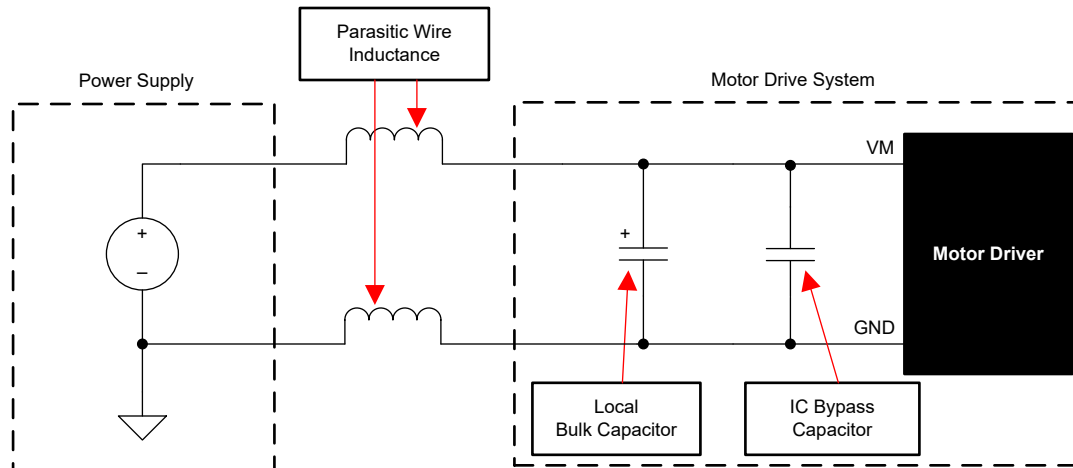 Parasitic Wire
Inductance
Power Supply
Motor Drive System
VM
+
–
+
Motor Driver
GND
Local
Bulk Capacitor
IC Bypass
Capacitor